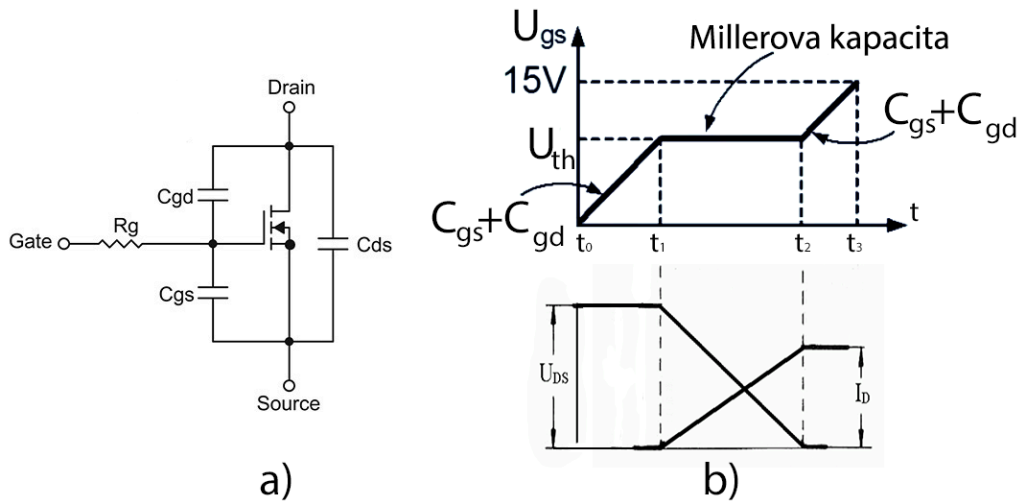 Drain
Cgd
Rg
Gate
Cds
Cgs
Source
a)
Ugs
Millerova kapacita
15V
Cgs+Cgd
Uth
Cgs+Cgd
t
t0
t1
t2
t3
UDS
ID
b)